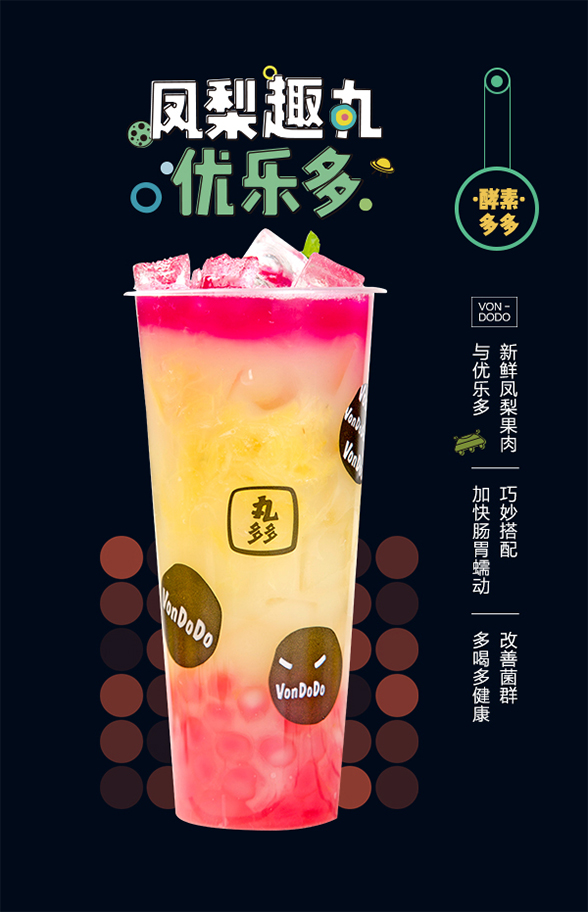 凤梨趣丸
优乐多
·酵素·
多多
VON-
DODO
新鲜凤梨果肉
与优乐多
巧妙搭配
加快肠胃蠕动
改善菌群
多喝多健康
VonDoDo
VonDoDo
丸
多多
VonDoDo
VonDoDo